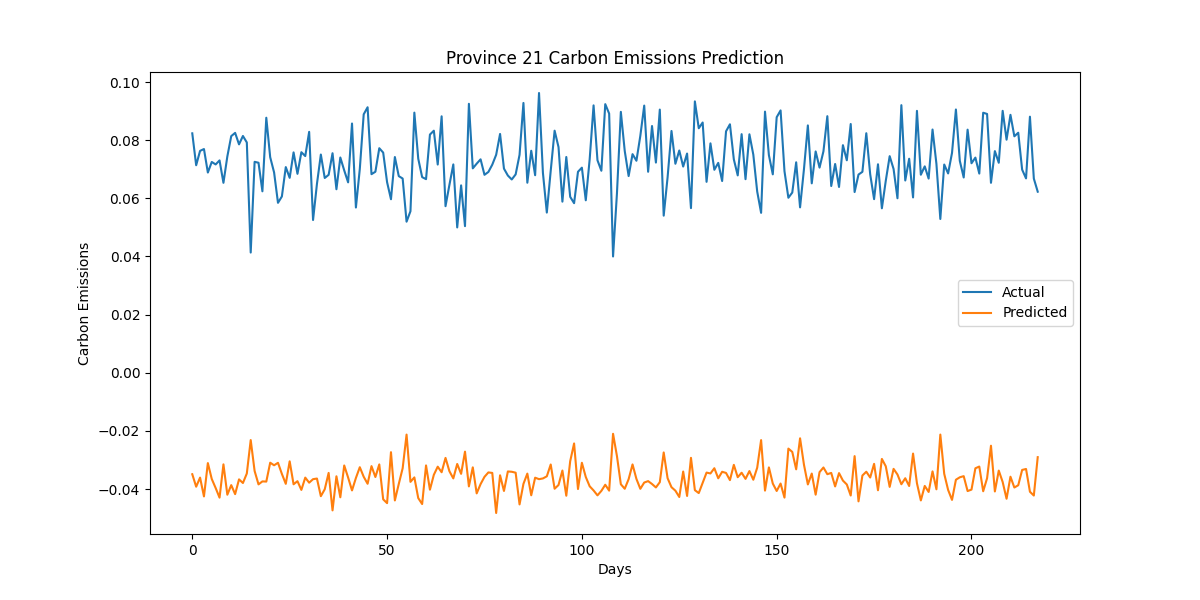 Province 21 Carbon Emissions Prediction
0.10
0.08
0.06
0.04
0.02
0.00
−0.02
−0.04
Carbon Emissions
Actual
Predicted
0 50 100 150 200
Days